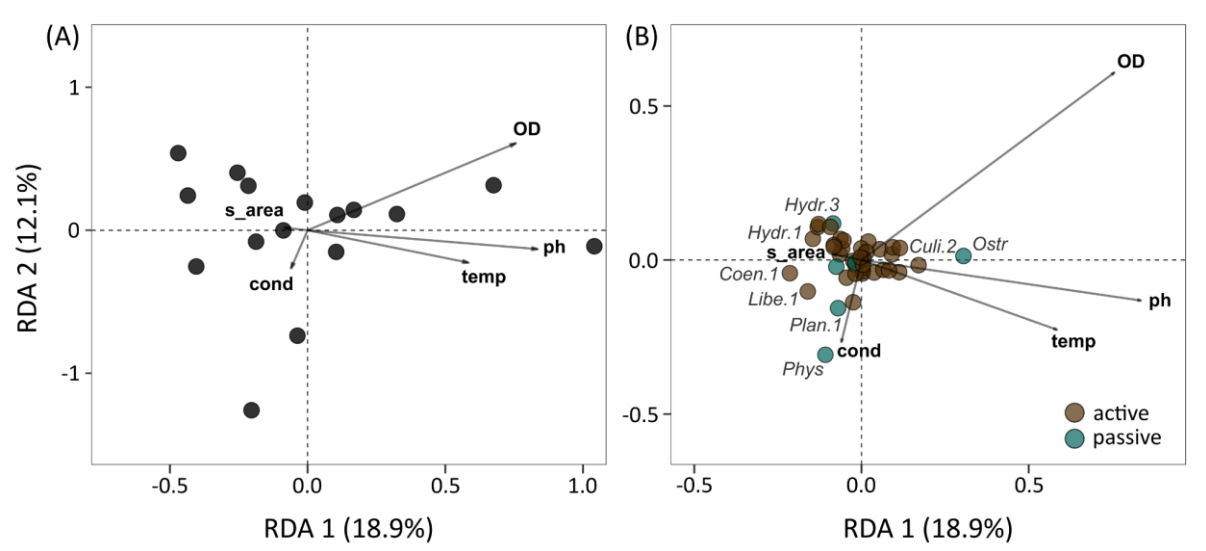 (A)
1
0
-1
RDA 2 (12.1%)
OD
s_area
ph
temp
cond
-0.5
0.0
0.5
1.0
RDA 1 (18.9%)
(B)
0.5
0.0
-0.5
OD
Hydr.3
Hydr.1
s_area
Culi.2
Ostr
Coen.1
Libe.1
ph
Plan.1
temp
cond
Phys
active
passive
-0.5
0.0
0.5
RDA 1 (18.9%)